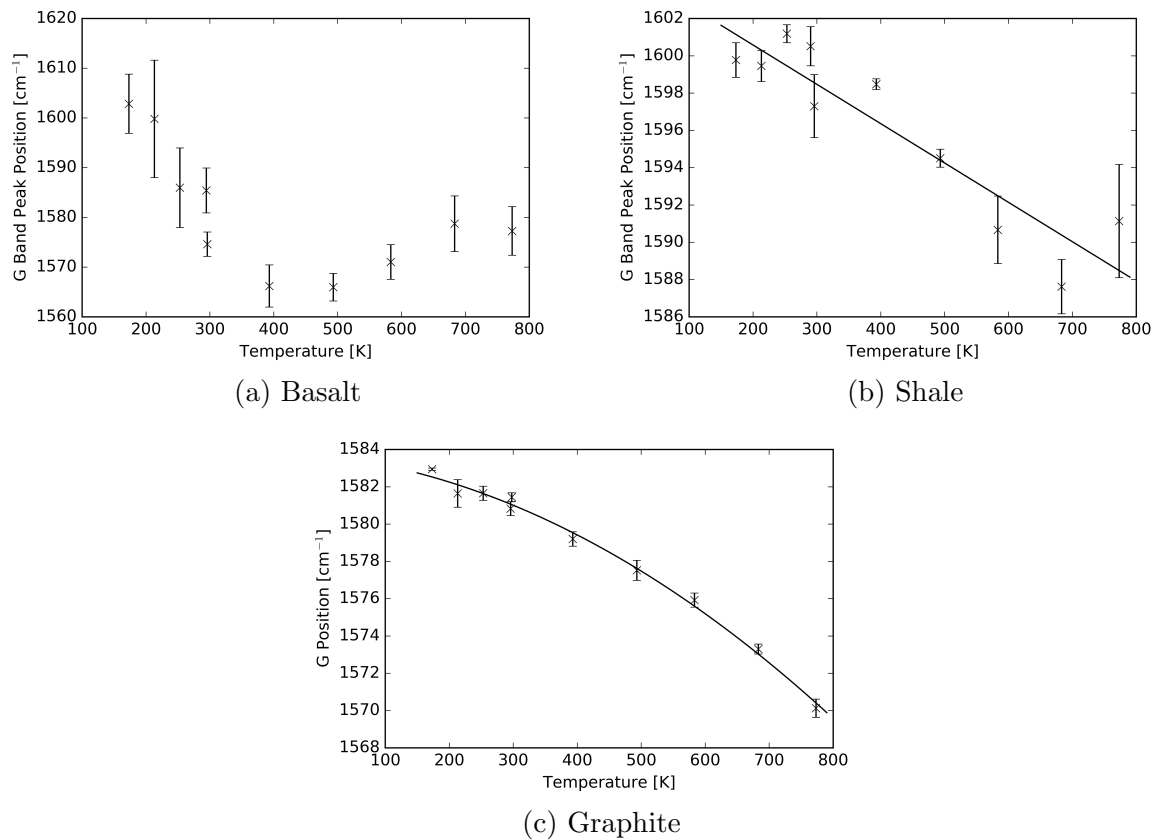 1620
1610
1600
1590
1580
1570
1560
G Band Peak Position [cm⁻¹]
100 200 300 400 500 600 700 800
Temperature [K]
(a) Basalt
1602
1600
1598
1596
1594
1592
1590
1588
1586
G Band Peak Position [cm⁻¹]
100 200 300 400 500 600 700 800
Temperature [K]
(b) Shale
1584
1582
1580
1578
1576
1574
1572
1570
1568
G Position [cm⁻¹]
100 200 300 400 500 600 700 800
Temperature [K]
(c) Graphite